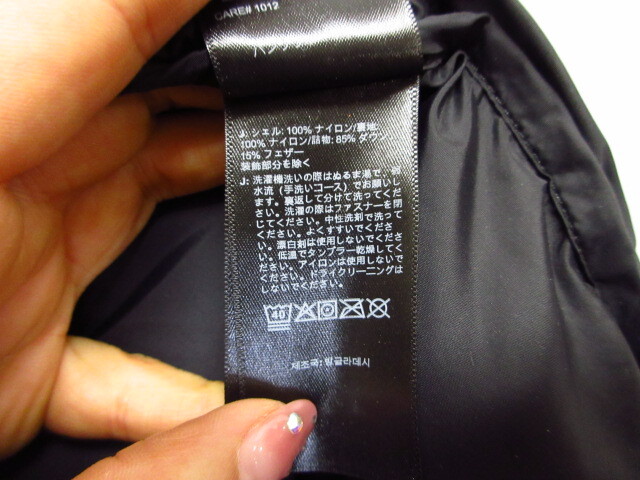 CARE# 1012
J: シェル: 100% ナイロン/裏地:
100% ナイロン/詰物: 85% ダウン
15% フェザー
装飾部分を除く
J: 洗濯機洗いの際はぬるま湯で、弱
水流 (手洗いコース) でお願いし
ます。裏返して分けて洗ってくだ
さい。洗濯の際はファスナーを閉
じてください。中性洗剤で洗って
ください。よくすすいでくださ
い。漂白剤は使用しないでくださ
い。低温でタンブラー乾燥してく
ださい。アイロンは使用しないで
ください。ドライクリーニングは
しないでください。
40
제조국: 방글라데시